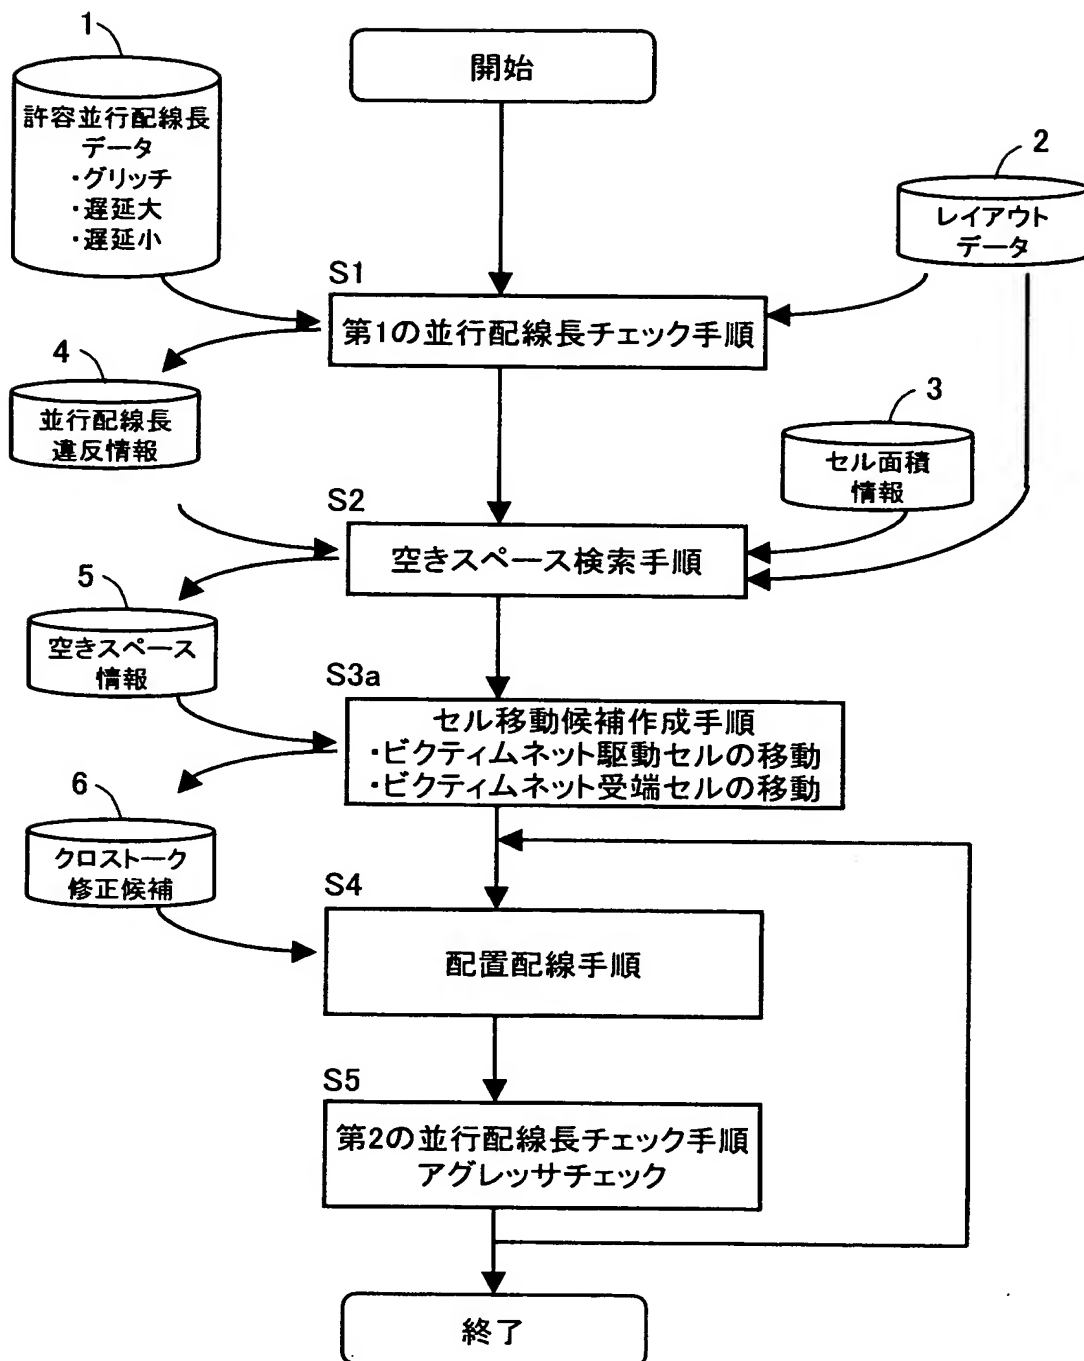 1
開始
許容並行配線長
データ
・グリッチ
・遅延大
・遅延小
2
レイアウト
データ
S1
第1の並行配線長チェック手順
4
並行配線長
違反情報
3
セル面積
情報
S2
空きスペース検索手順
5
空きスペース
情報
S3a
セル移動候補作成手順
・ビクティムネット駆動セルの移動
・ビクティムネット受端セルの移動
6
クロストーク
修正候補
S4
配置配線手順
S5
第2の並行配線長チェック手順
アグレッサチェック
終了